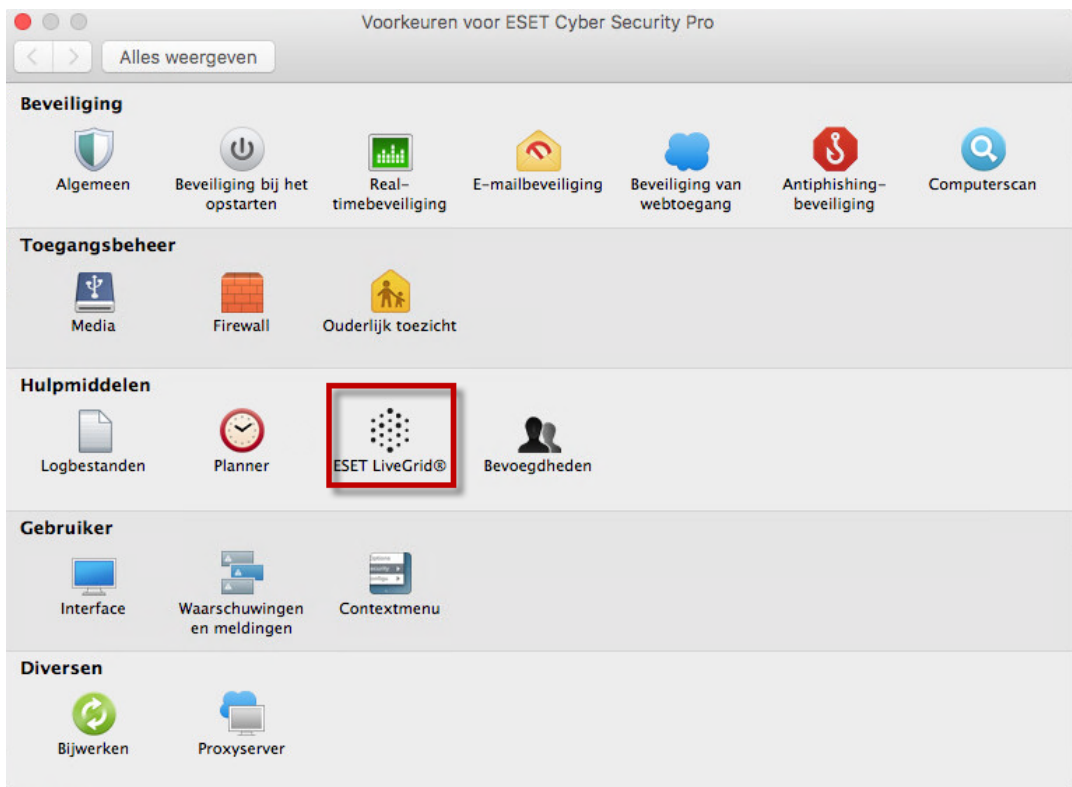 Voorkeuren voor ESET Cyber Security Pro
Alles weergeven
Beveiliging
Algemeen
Beveiliging bij het
opstarten
Real-
timebeveiliging
E-mailbeveiliging
Beveiliging van
webtoegang
Antiphishing-
beveiliging
Computerscan
Toegangsbeheer
Media
Firewall
Ouderlijk toezicht
Hulpmiddelen
Logbestanden
Planner
ESET LiveGrid®
Bevoegdheden
Gebruiker
Interface
Waarschuwingen
en meldingen
Contextmenu
Diversen
Bijwerken
Proxyserver